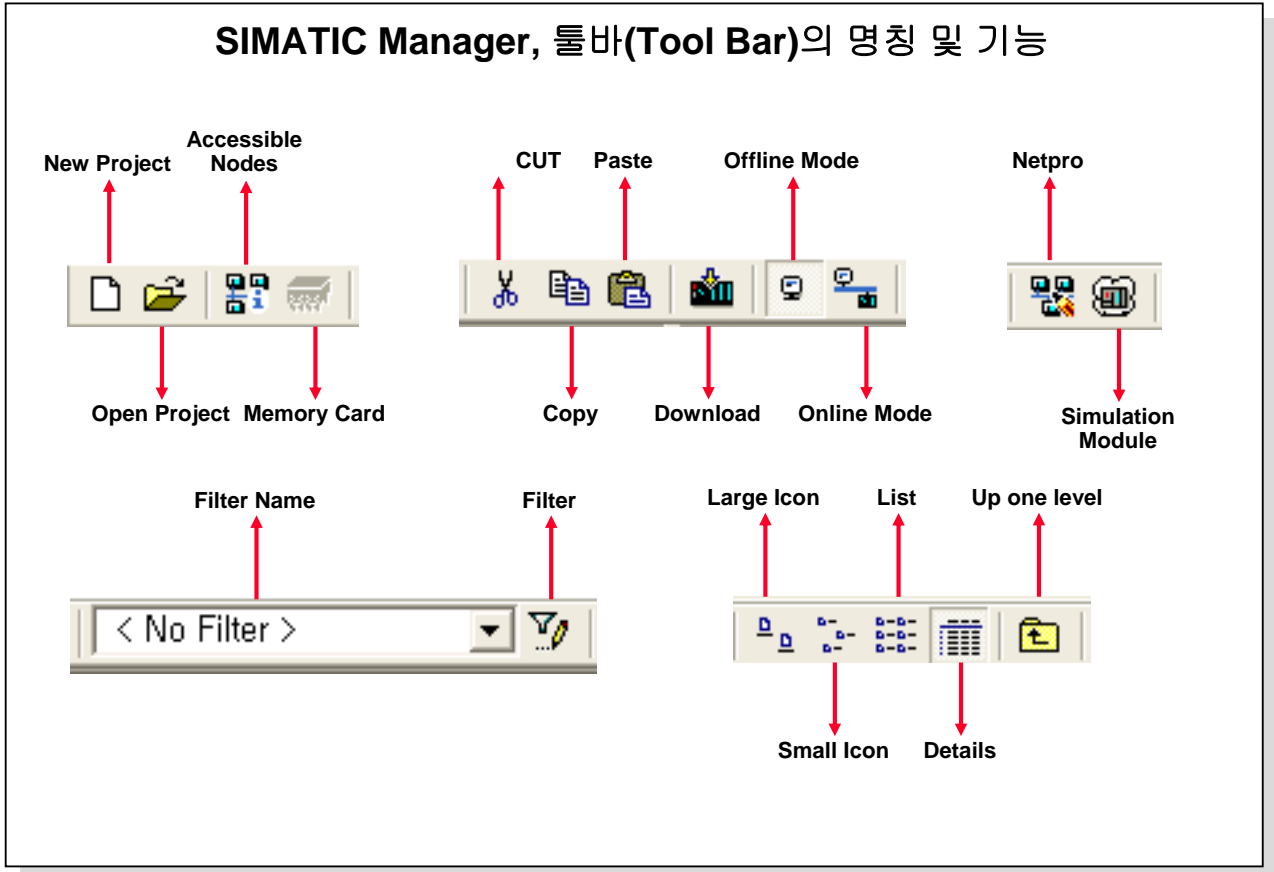 SIMATIC Manager, 툴바(Tool Bar)의 명칭 및 기능
New Project
Accessible
Nodes
CUT
Paste
Offline Mode
Netpro
Open Project
Memory Card
Copy
Download
Online Mode
Simulation
Module
Filter Name
Filter
Large Icon
List
Up one level
< No Filter >
Small Icon
Details